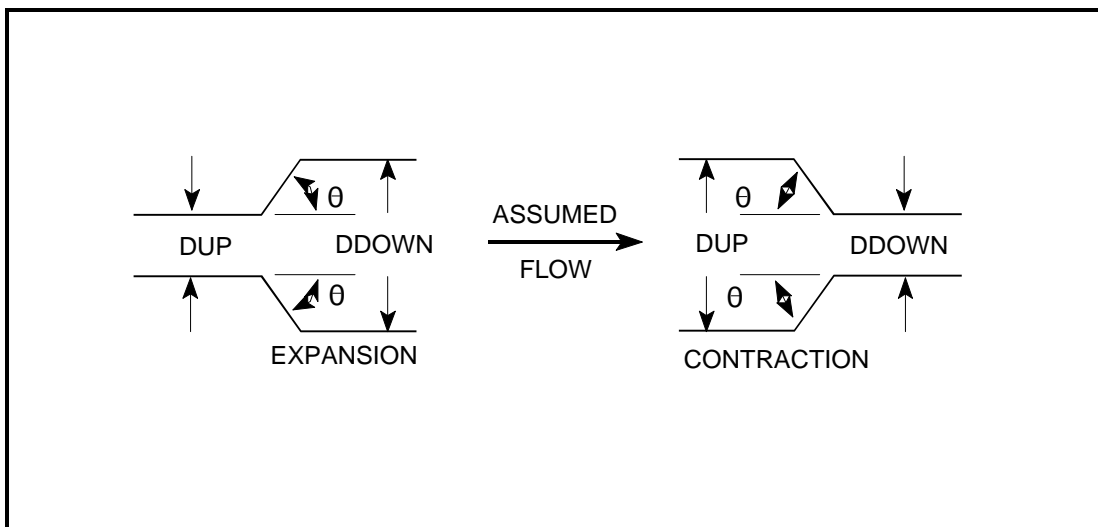 θ
DUP
DDOWN
θ
EXPANSION
ASSUMED
FLOW
θ
DUP
DDOWN
θ
CONTRACTION